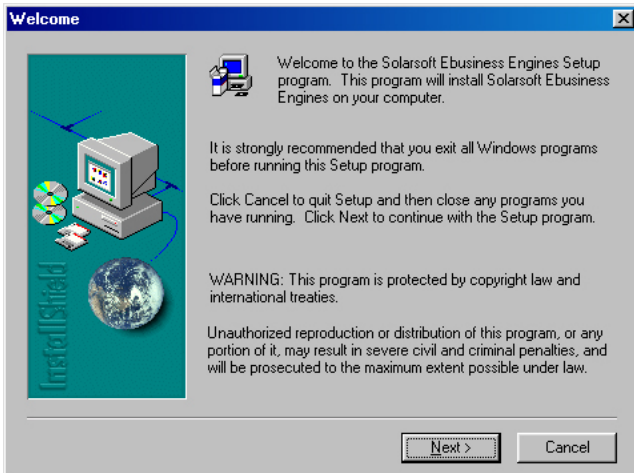 Welcome
Welcome to the Solarsoft Ebusiness Engines Setup
program.  This program will install Solarsoft Ebusiness
Engines on your computer.
It is strongly recommended that you exit all Windows programs
before running this Setup program.
Click Cancel to quit Setup and then close any programs you
have running.  Click Next to continue with the Setup program.
WARNING: This program is protected by copyright law and
international treaties.
Unauthorized reproduction or distribution of this program, or any
portion of it, may result in severe civil and criminal penalties, and
will be prosecuted to the maximum extent possible under law.
InstallShield
Next >
Cancel